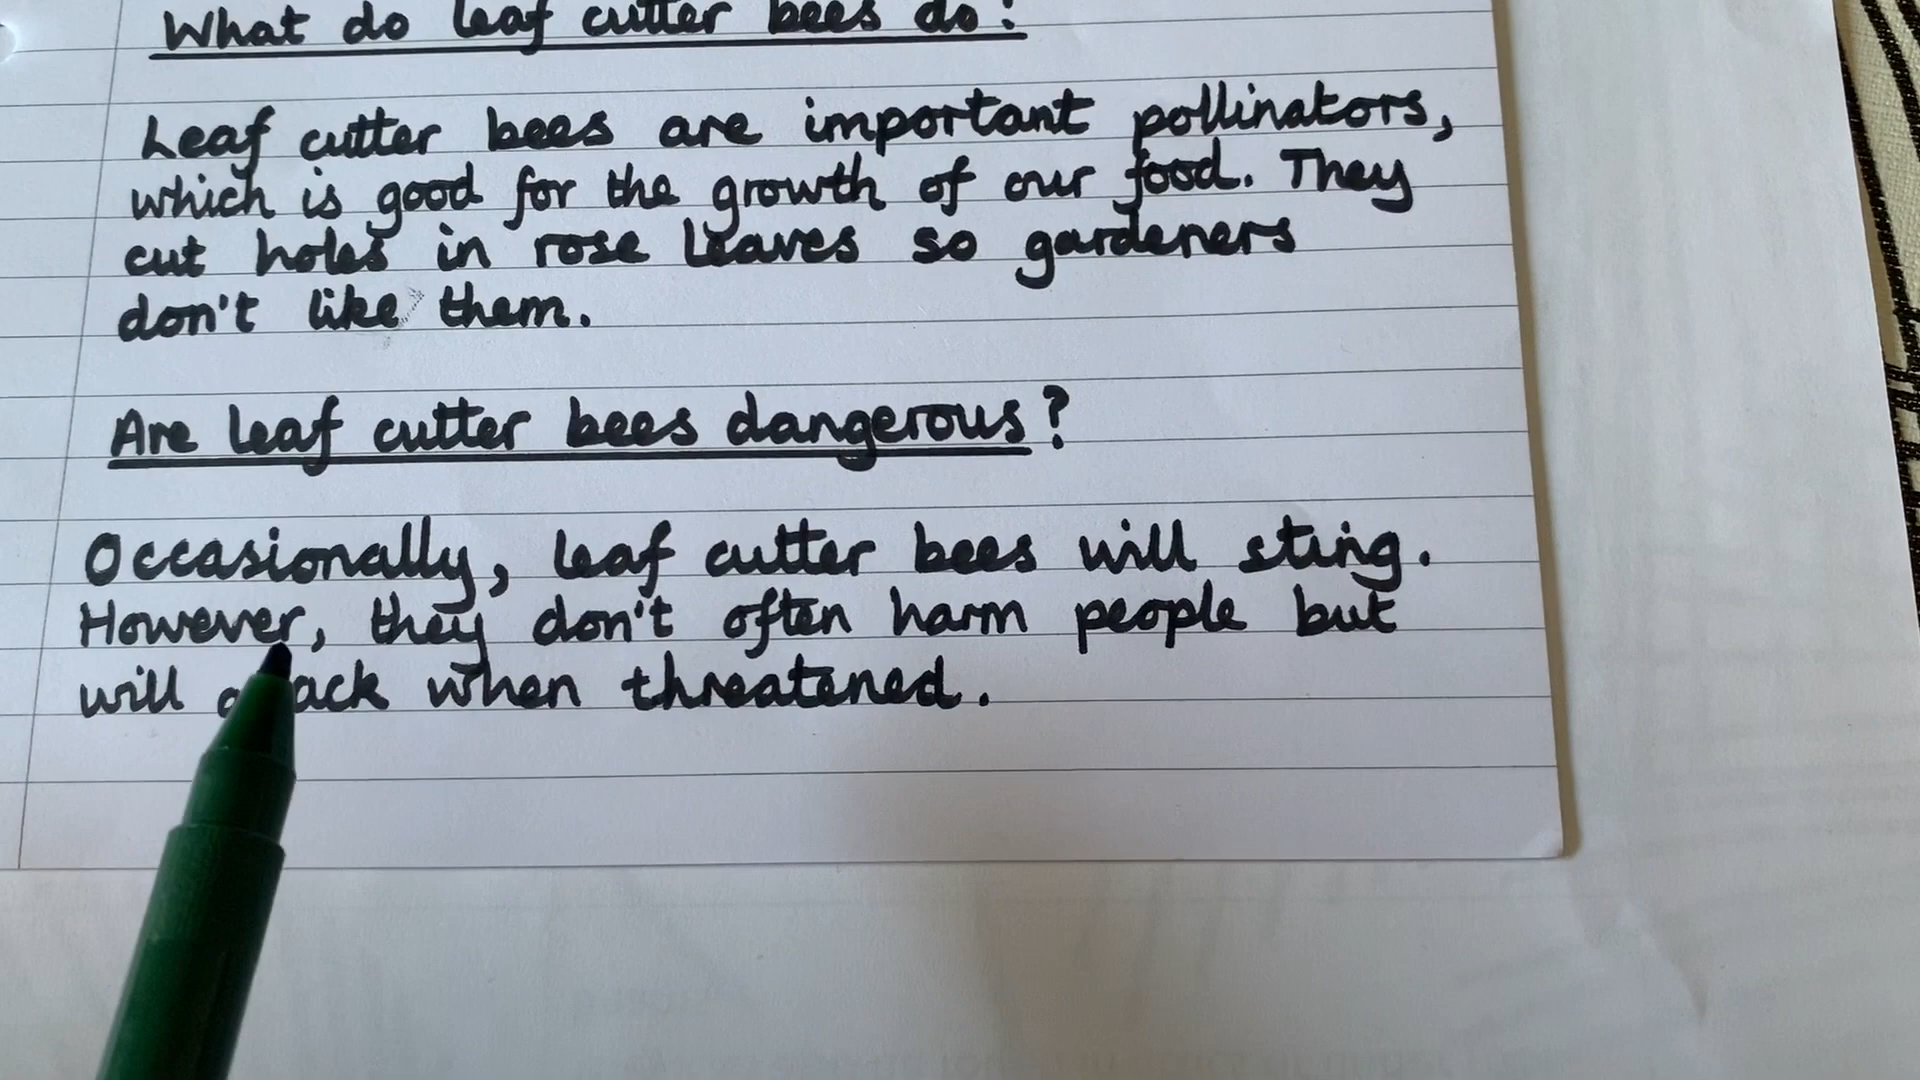 What do leaf cutter bees do?
Leaf cutter bees are important pollinators,
which is good for the growth of our food. They
cut holes in rose leaves so gardeners
don't like them.
Are leaf cutter bees dangerous?
Occasionally, leaf cutter bees will sting.
However, they don't often harm people but
will attack when threatened.